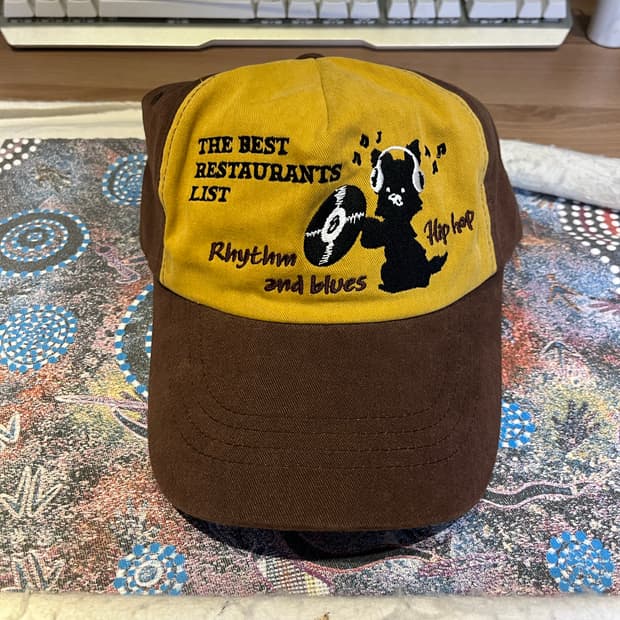 THE BEST
RESTAURANTS
LIST
Rhythm
and blues
Hip hop